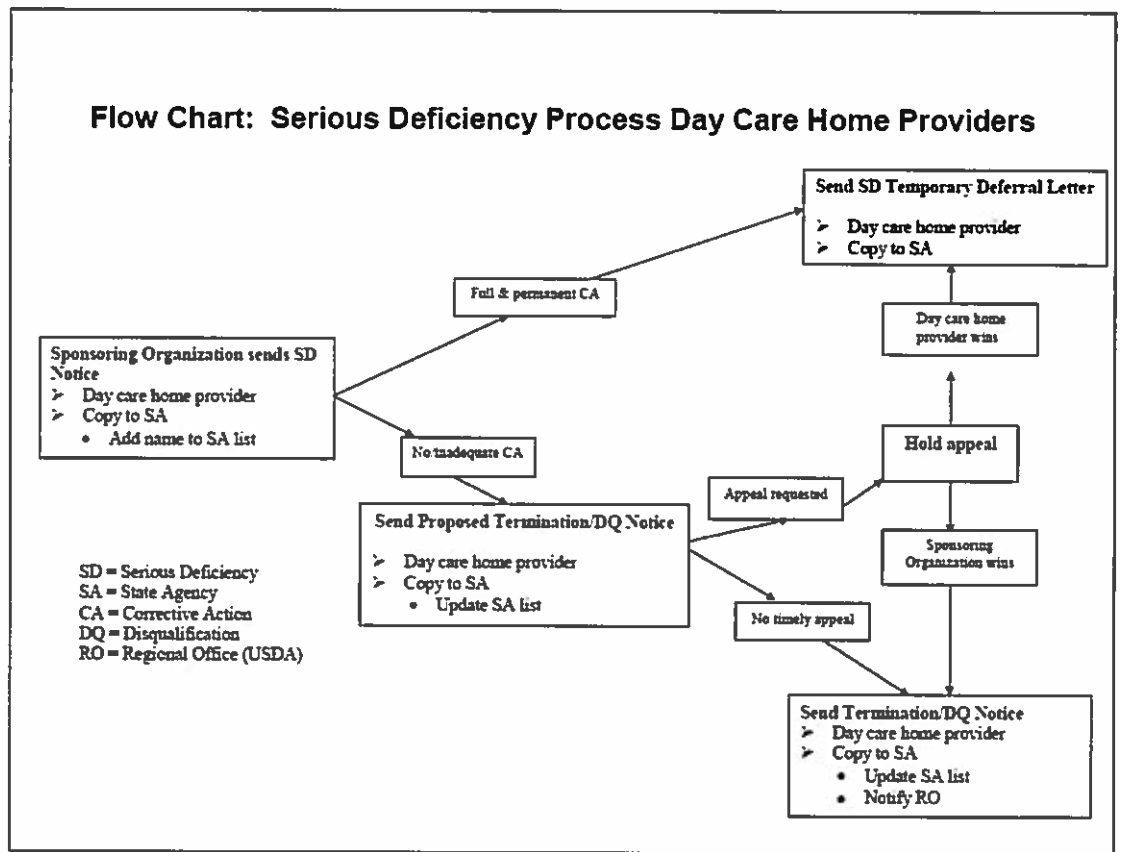 Flow Chart: Serious Deficiency Process Day Care Home Providers
Send SD Temporary Deferral Letter
➢ Day care home provider
➢ Copy to SA
Full & permanent CA
Day care home
provider wins
Sponsoring Organization sends SD
Notice
➢ Day care home provider
➢ Copy to SA
• Add name to SA list
No/inadequate CA
Hold appeal
Appeal requested
Send Proposed Termination/DQ Notice
➢ Day care home provider
➢ Copy to SA
• Update SA list
Sponsoring
Organization wins
No timely appeal
SD = Serious Deficiency
SA = State Agency
CA = Corrective Action
DQ = Disqualification
RO = Regional Office (USDA)
Send Termination/DQ Notice
➢ Day care home provider
➢ Copy to SA
• Update SA list
• Notify RO